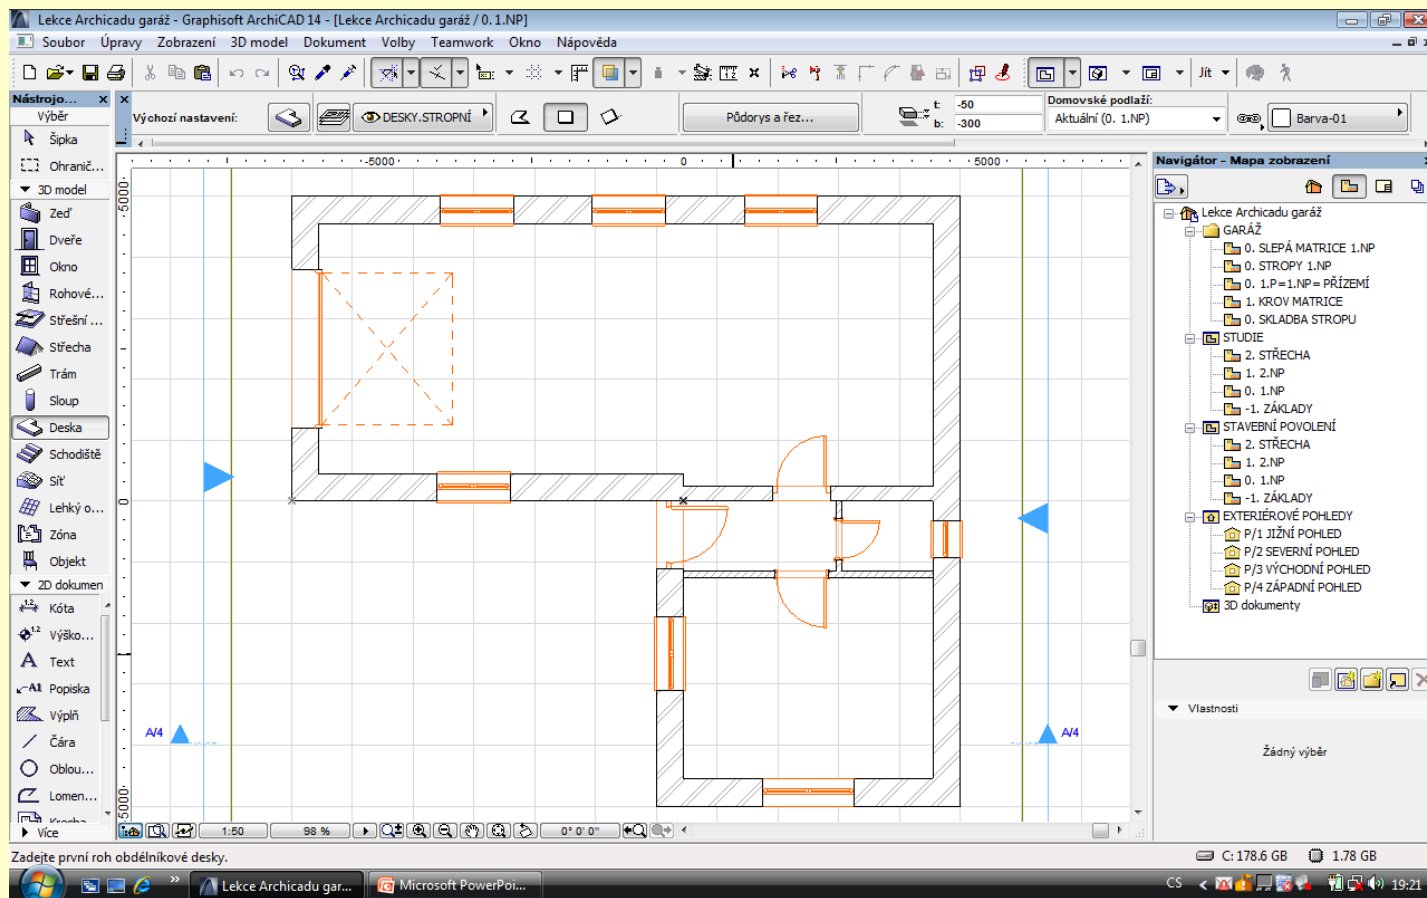 Lekce Archicadu garáž - Graphisoft ArchiCAD 14 - [Lekce Archicadu garáž / 0. 1.NP]
Soubor Úpravy Zobrazení 3D model Dokument Volby Teamwork Okno Nápověda
Jít
Nástrojo...
Výběr
Šipka
Ohranič...
3D model
Zeď
Dveře
Okno
Rohové...
Střešní ...
Střecha
Trám
Sloup
Deska
Schodiště
Síť
Lehký o...
Zóna
Objekt
2D dokumen
Kóta
Výško...
Text
Popiska
Výplň
Čára
Oblou...
Lomen...
Více
Výchozí nastavení:
DESKY.STROPNÍ
Půdorys a řez...
t: -50
b: -300
Domovské podlaží:
Aktuální (0. 1.NP)
Barva-01
-5000
0
5000
5000
0
5000
A/4
A/4
1:50
98 %
0° 0' 0"
Navigátor - Mapa zobrazení
Lekce Archicadu garáž
GARÁŽ
0. SLEPÁ MATRICE 1.NP
0. STROPY 1.NP
0. 1.P=1.NP= PŘÍZEMÍ
1. KROV MATRICE
0. SKLADBA STROPU
STUDIE
2. STŘECHA
1. 2.NP
0. 1.NP
-1. ZÁKLADY
STAVEBNÍ POVOLENÍ
2. STŘECHA
1. 2.NP
0. 1.NP
-1. ZÁKLADY
EXTERIÉROVÉ POHLEDY
P/1 JIŽNÍ POHLED
P/2 SEVERNÍ POHLED
P/3 VÝCHODNÍ POHLED
P/4 ZÁPADNÍ POHLED
3D dokumenty
Vlastnosti
Žádný výběr
Zadejte první roh obdélníkové desky.
C: 178.6 GB
1.78 GB
Lekce Archicadu gar...
Microsoft PowerPoi...
CS
19:21